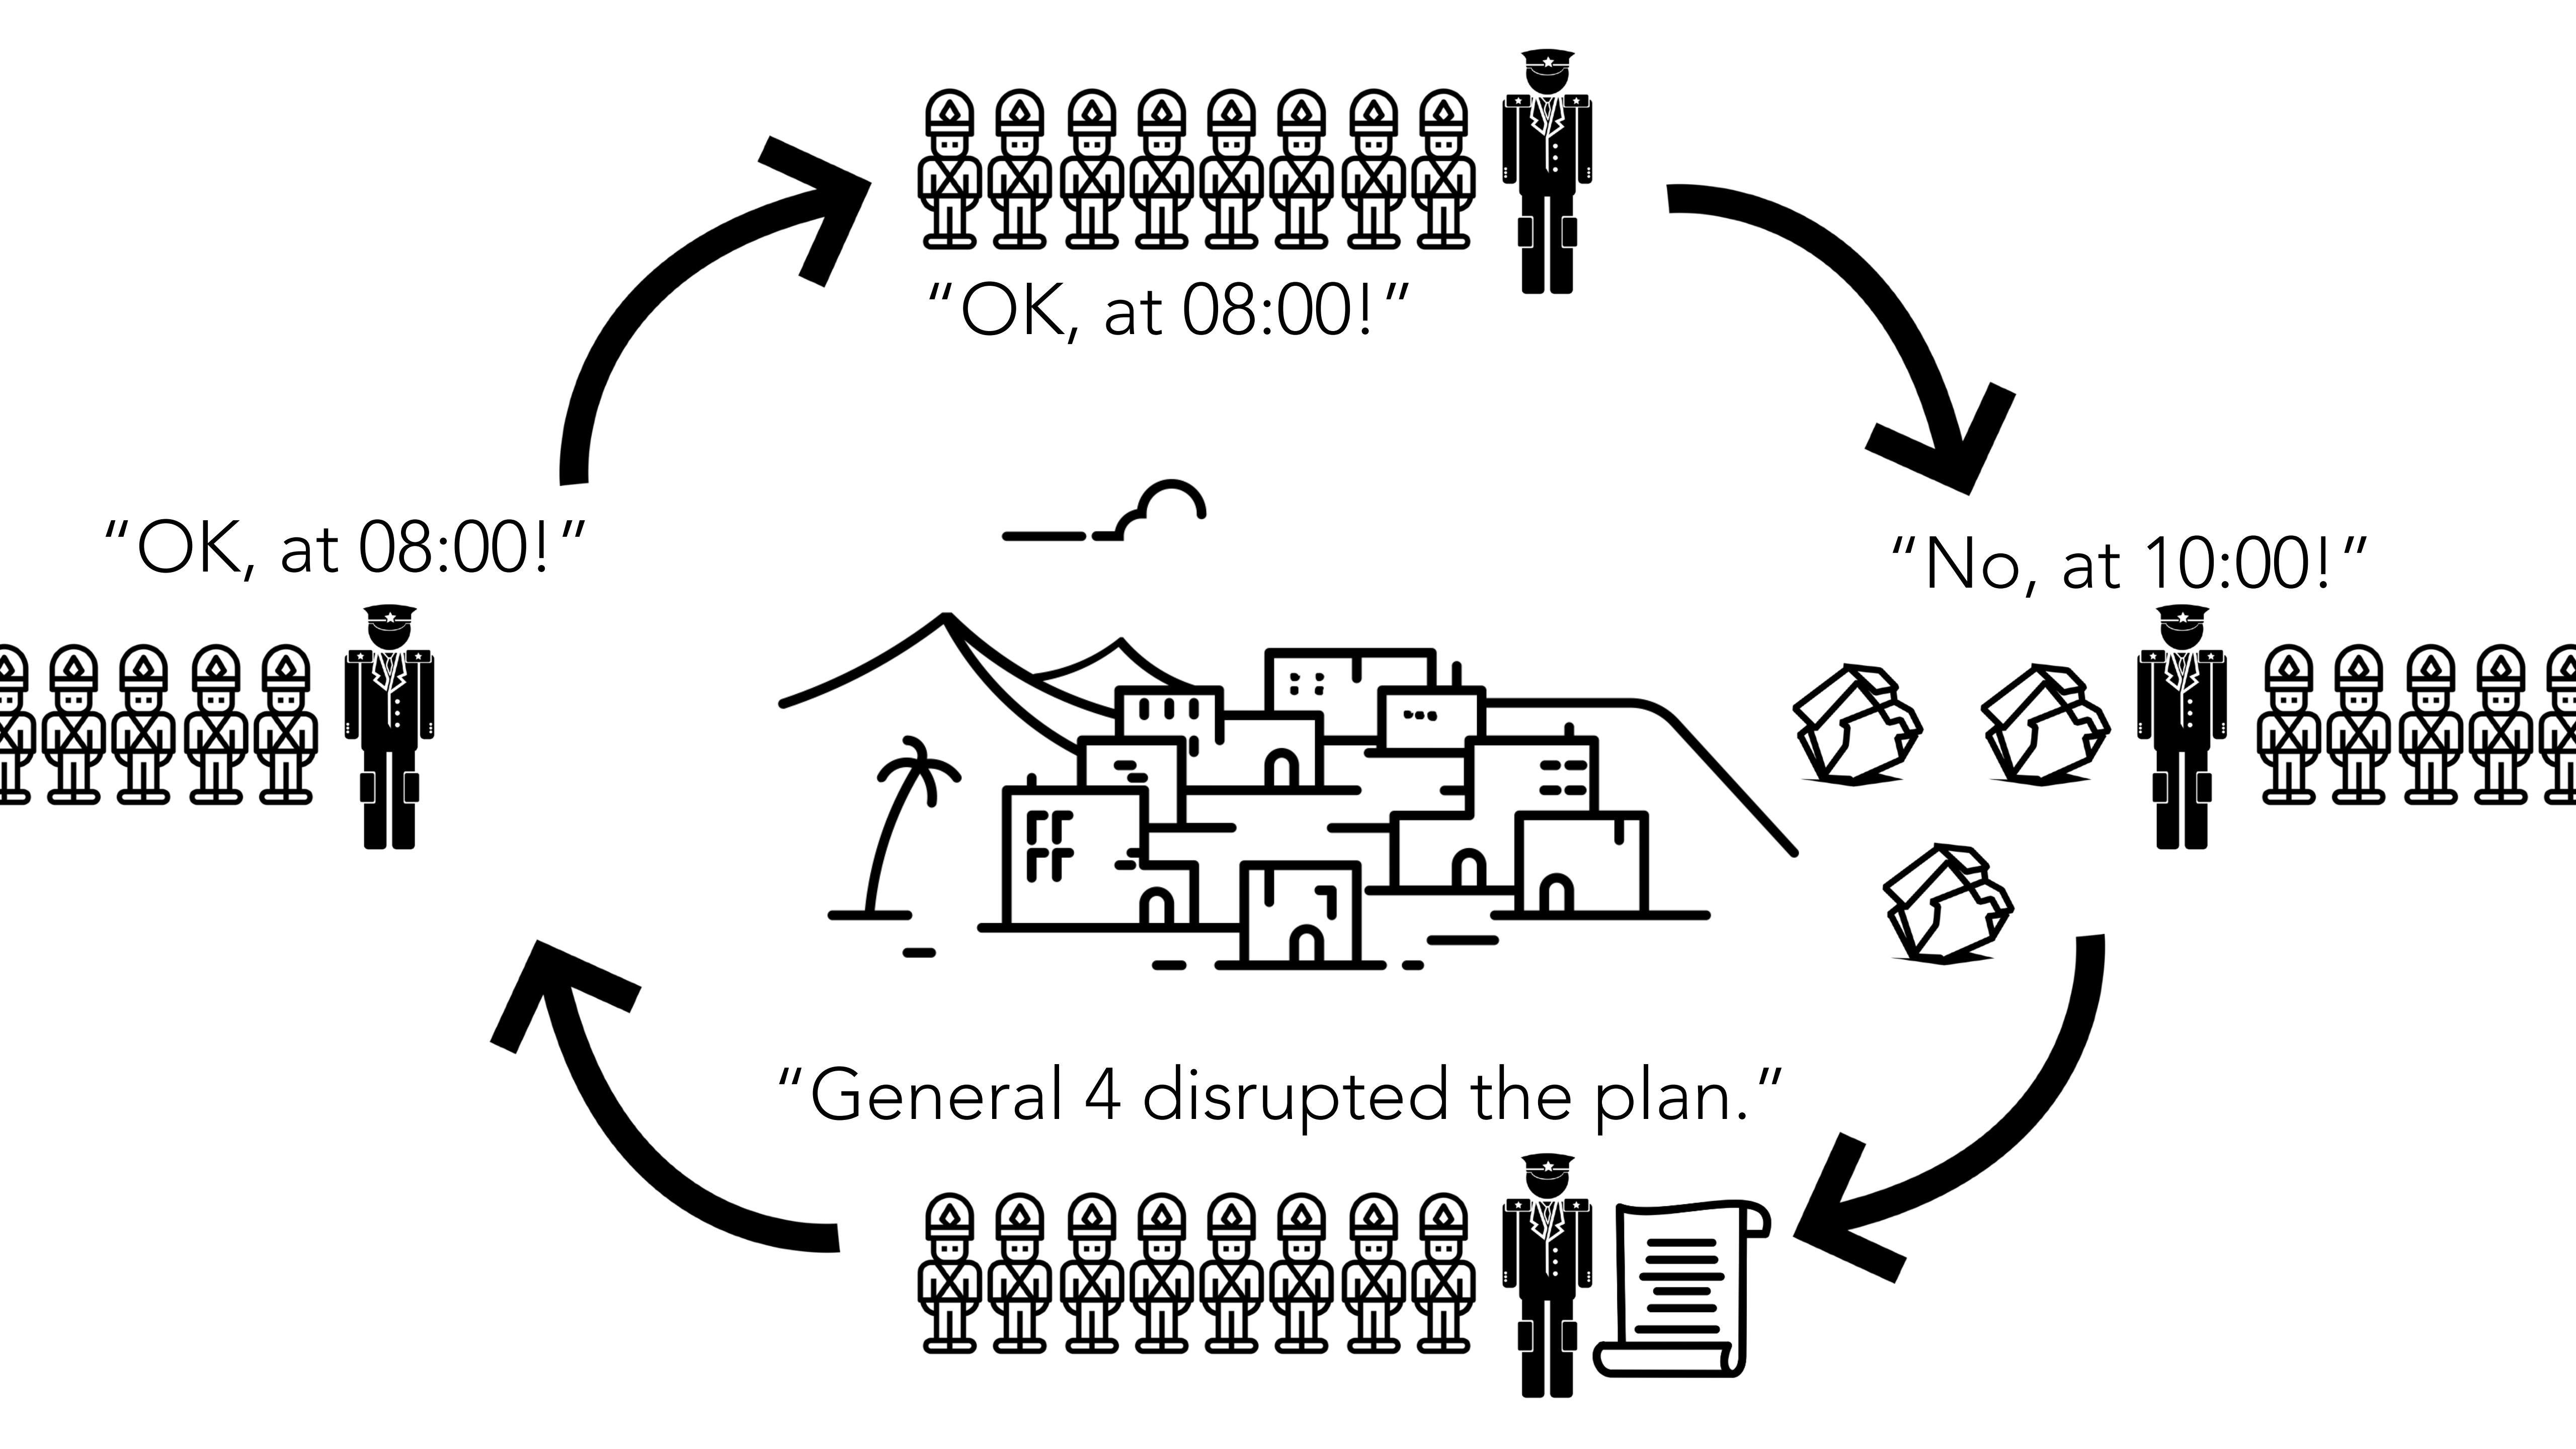 “OK, at 08:00!”
“OK, at 08:00!”
“No, at 10:00!”
“General 4 disrupted the plan.”